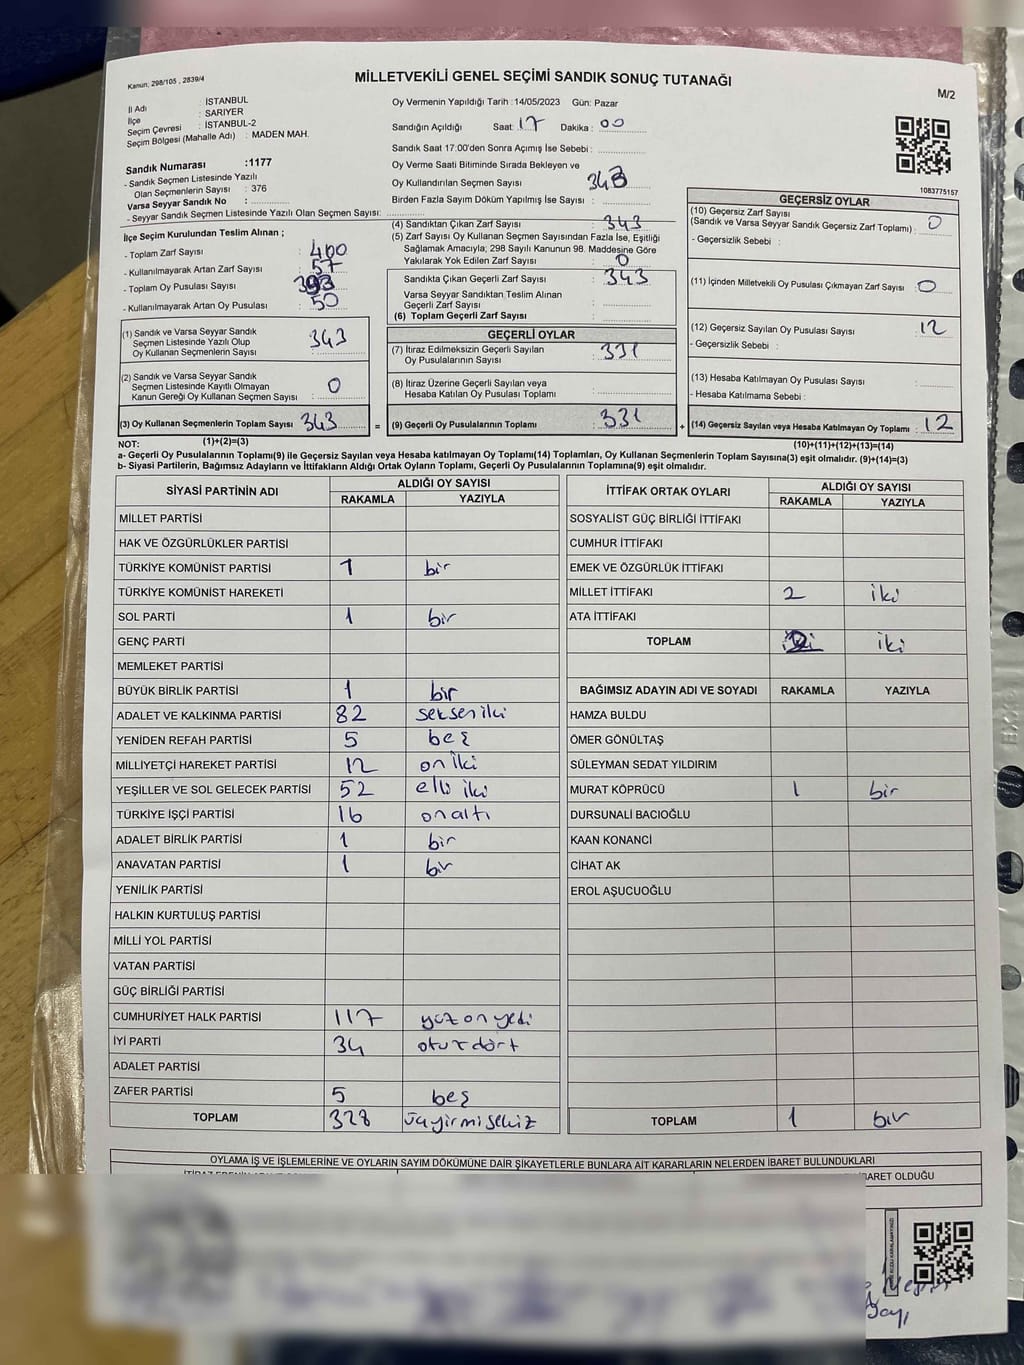 Kanun: 298/105 , 2839/4
MİLLETVEKİLİ GENEL SEÇİMİ SANDIK SONUÇ TUTANAĞI
M/2
İl Adı : İSTANBUL
İlçe : SARIYER
Seçim Çevresi : İSTANBUL-2
Seçim Bölgesi (Mahalle Adı) : MADEN MAH.
Sandık Numarası :1177
- Sandık Seçmen Listesinde Yazılı
Olan Seçmenlerin Sayısı : 376
Varsa Seyyar Sandık No :
- Seyyar Sandık Seçmen Listesinde Yazılı Olan Seçmen Sayısı:
İlçe Seçim Kurulundan Teslim Alınan ;
- Toplam Zarf Sayısı : 400
- Kullanılmayarak Artan Zarf Sayısı : 57
- Toplam Oy Pusulası Sayısı : 393
- Kullanılmayarak Artan Oy Pusulası : 50
(1) Sandık ve Varsa Seyyar Sandık
Seçmen Listesinde Yazılı Olup
Oy Kullanan Seçmenlerin Sayısı : 343
(2) Sandık ve Varsa Seyyar Sandık
Seçmen Listesinde Kayıtlı Olmayan
Kanun Gereği Oy Kullanan Seçmen Sayısı : 0
(3) Oy Kullanan Seçmenlerin Toplam Sayısı : 343
Oy Vermenin Yapıldığı Tarih :14/05/2023 Gün: Pazar
Sandığın Açıldığı Saat: 17 Dakika : 00
Sandık Saat 17:00'den Sonra Açımış İse Sebebi :
Oy Verme Saati Bitiminde Sırada Bekleyen ve
Oy Kullandırılan Seçmen Sayısı : 343
Birden Fazla Sayım Döküm Yapılmış İse Sayısı :
(4) Sandıktan Çıkan Zarf Sayısı : 343
(5) Zarf Sayısı Oy Kullanan Seçmen Sayısından Fazla İse, Eşitliği
Sağlamak Amacıyla; 298 Sayılı Kanunun 98. Maddesine Göre
Yakılarak Yok Edilen Zarf Sayısı : 0
Sandıkta Çıkan Geçerli Zarf Sayısı : 343
Varsa Seyyar Sandıktan Teslim Alınan
Geçerli Zarf Sayısı :
(6) Toplam Geçerli Zarf Sayısı :
GEÇERLİ OYLAR
(7) İtiraz Edilmeksizin Geçerli Sayılan
Oy Pusulalarının Sayısı : 331
(8) İtiraz Üzerine Geçerli Sayılan veya
Hesaba Katılan Oy Pusulası Toplamı :
= (9) Geçerli Oy Pusulalarının Toplamı : 331
1083775157
GEÇERSİZ OYLAR
(10) Geçersiz Zarf Sayısı
(Sandık ve Varsa Seyyar Sandık Geçersiz Zarf Toplamı) : 0
- Geçersizlik Sebebi :
(11) İçinden Milletvekili Oy Pusulası Çıkmayan Zarf Sayısı : 0
(12) Geçersiz Sayılan Oy Pusulası Sayısı : 12
- Geçersizlik Sebebi :
(13) Hesaba Katılmayan Oy Pusulası Sayısı :
- Hesaba Katılmama Sebebi :
+ (14) Geçersiz Sayılan veya Hesaba Katılmayan Oy Toplamı : 12
NOT: (1)+(2)=(3) (10)+(11)+(12)+(13)=(14)
a- Geçerli Oy Pusulaları Toplamı(9) ile Geçersiz Sayılan veya Hesaba katılmayan Oy Toplamı(14) Toplamları, Oy Kullanan Seçmenlerin Toplam Sayısına(3) eşit olmalıdır. (9)+(14)=(3)
b- Siyasi Partilerin, Bağımsız Adayların ve İttifakların Aldığı Ortak Oyların Toplamı, Geçerli Oy Pusulalarının Toplamına(9) eşit olmalıdır.
SİYASİ PARTİNİN ADI ALDIĞI OY SAYISI
RAKAMLA YAZIYLA
MİLLET PARTİSİ
HAK VE ÖZGÜRLÜKLER PARTİSİ
TÜRKİYE KOMÜNİST PARTİSİ 1 bir
TÜRKİYE KOMÜNİST HAREKETİ
SOL PARTİ 1 bir
GENÇ PARTİ
MEMLEKET PARTİSİ
BÜYÜK BİRLİK PARTİSİ 1 bir
ADALET VE KALKINMA PARTİSİ 82 seksen iki
YENİDEN REFAH PARTİSİ 5 beş
MİLLİYETÇİ HAREKET PARTİSİ 12 on iki
YEŞİLLER VE SOL GELECEK PARTİSİ 52 elli iki
TÜRKİYE İŞÇİ PARTİSİ 16 onaltı
ADALET BİRLİK PARTİSİ 1 bir
ANAVATAN PARTİSİ 1 bir
YENİLİK PARTİSİ
HALKIN KURTULUŞ PARTİSİ
MİLLİ YOL PARTİSİ
VATAN PARTİSİ
GÜÇ BİRLİĞİ PARTİSİ
CUMHURİYET HALK PARTİSİ 117 yüz on yedi
İYİ PARTİ 34 otuz dört
ADALET PARTİSİ
ZAFER PARTİSİ 5 beş
TOPLAM 328 üçyirmisekiz
İTTİFAK ORTAK OYLARI ALDIĞI OY SAYISI
RAKAMLA YAZIYLA
SOSYALİST GÜÇ BİRLİĞİ İTTİFAKI
CUMHUR İTTİFAKI
EMEK VE ÖZGÜRLÜK İTTİFAKI
MİLLET İTTİFAKI 2 iki
ATA İTTİFAKI
TOPLAM 2 iki
BAĞIMSIZ ADAYIN ADI VE SOYADI RAKAMLA YAZIYLA
HAMZA BULDU
ÖMER GÖNÜLTAŞ
SÜLEYMAN SEDAT YILDIRIM
MURAT KÖPRÜCÜ 1 bir
DURSUNALİ BACIOĞLU
KAAN KONANCİ
CİHAT AK
EROL AŞUCUOĞLU
TOPLAM 1 bir
OYLAMA İŞ VE İŞLEMLERİNE VE OYLARIN SAYIM DÖKÜMÜNE DAİR ŞİKAYETLERLE BUNLARA AİT KARARLARIN NELERDEN İBARET BULUNDUKLARI
BARET OLDUĞU